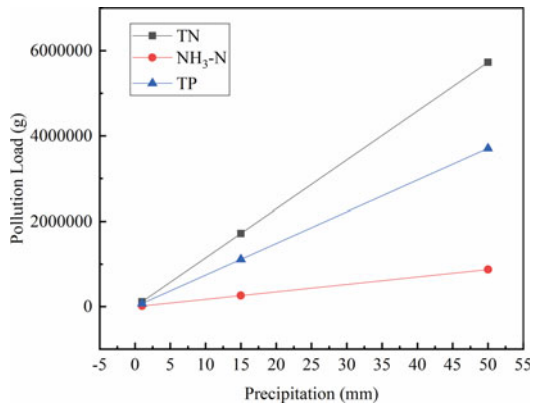 TN
NH₃-N
TP
6000000
4000000
2000000
0
Pollution Load (g)
-5 0 5 10 15 20 25 30 35 40 45 50 55
Precipitation (mm)